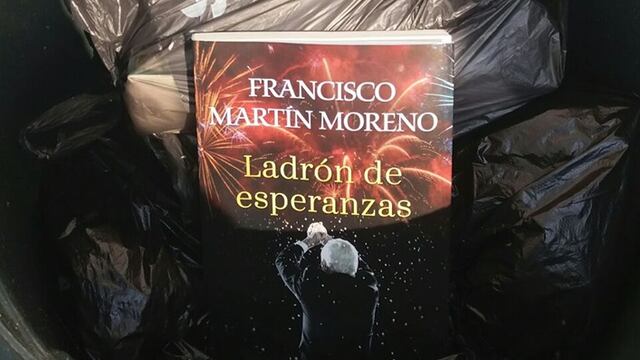 FRANCISCO
MARTÍN MORENO
Ladrón de
esperanzas